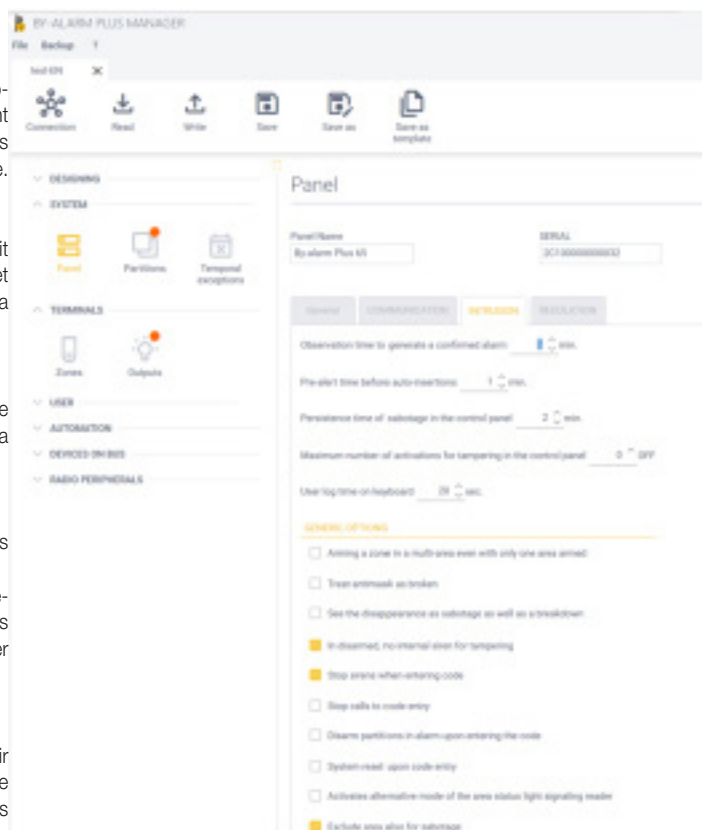 BY-ALARM PLUS MANAGER
File Backup ?
test 65
Connection Read Write Save Save as Save as template
DESIGNING
SYSTEM
Panel Partitions Temporal exceptions
TERMINALS
Zones Outputs
USER
AUTOMATION
DEVICES ON BUS
RADIO PERIPHERALS
Panel
Panel Name SERIAL
By-alarm Plus 65
General COMMUNICATION INTRUSION
Observation time to generate a confirmed alarm min.
Pre-alert time before auto-insertions 1 min.
Persistence time of sabotage in the control panel 2 min.
Maximum number of activations for tampering in the control panel 0 OFF
User log time on keyboard 20 sec.
GENERIC OPTIONS
Arming a zone in a multi-area even with only one area armed
Treat antimask as broken
See the disappearance as sabotage as well as a breakdown
In disarmed, no internal siren for tampering
Stop sirens when entering code
Stop calls to code entry
Disarm partitions in alarm upon entering the code
System reset upon code entry
Activates alternative mode of the area status light signaling reader
Exclude area also for sabotage